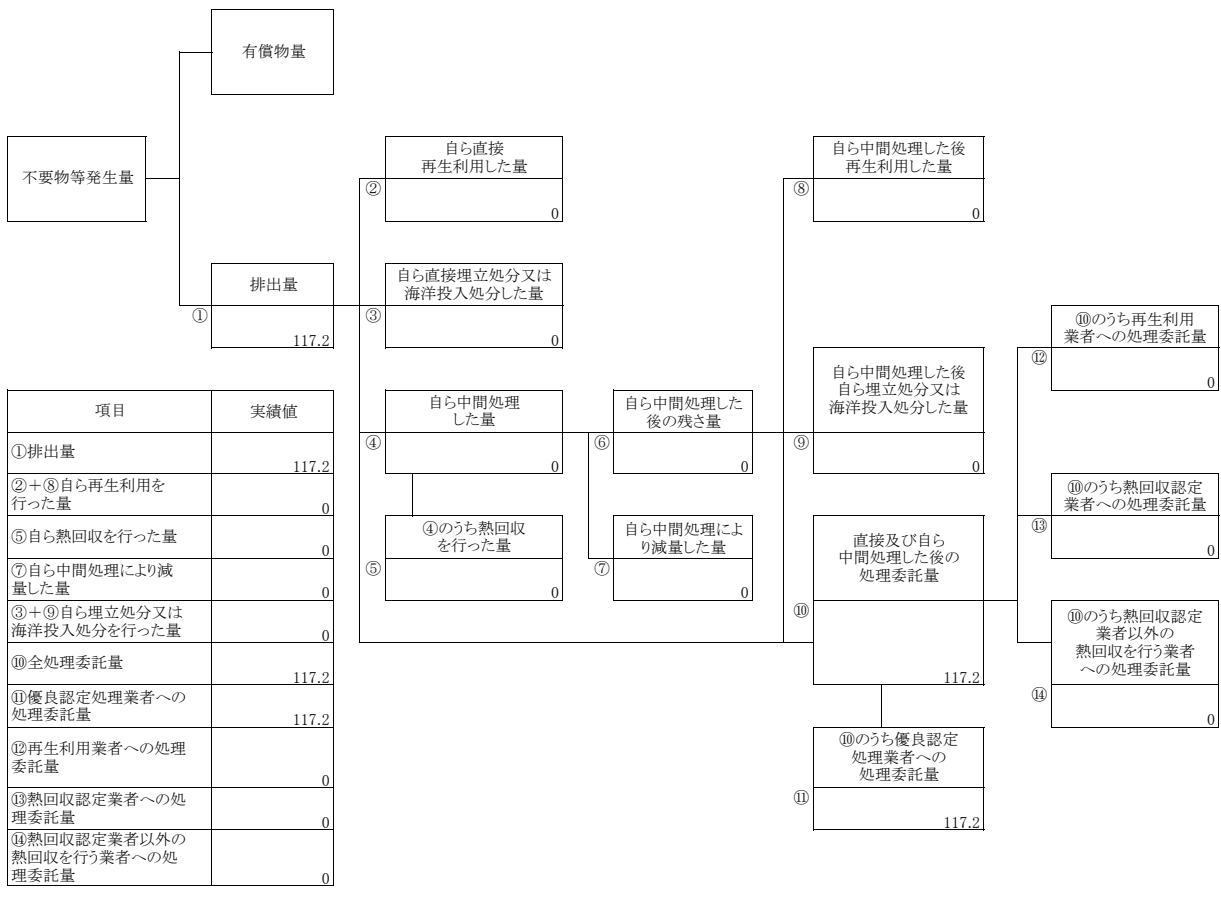 有償物量
不要物等発生量
排出量
①
117.2
自ら直接
再生利用した量
②
0
自ら直接埋立処分又は
海洋投入処分した量
③
0
自ら中間処理
した量
④
0
④のうち熱回収
を行った量
⑤
0
自ら中間処理した
後の残さ量
⑥
0
自ら中間処理によ
り減量した量
⑦
0
自ら中間処理した後
再生利用した量
⑧
0
自ら中間処理した後
自ら埋立処分又は
海洋投入処分した量
⑨
0
直接及び自ら
中間処理した後の
処理委託量
⑩
117.2
⑩のうち優良認定
処理業者への
処理委託量
⑪
117.2
⑩のうち再生利用
業者への処理委託量
⑫
0
⑩のうち熱回収認定
業者への処理委託量
⑬
0
⑩のうち熱回収認定
業者以外の
熱回収を行う業者
への処理委託量
⑭
0
項目 実績値
①排出量
117.2
②＋⑧自ら再生利用を
行った量
0
⑤自ら熱回収を行った量
0
⑦自ら中間処理により減
量した量
0
③＋⑨自ら埋立処分又は
海洋投入処分を行った量
0
⑩全処理委託量
117.2
⑪優良認定処理業者への
処理委託量
117.2
⑫再生利用業者への処理
委託量
0
⑬熱回収認定業者への処
理委託量
0
⑭熱回収認定業者以外の
熱回収を行う業者への処
理委託量
0